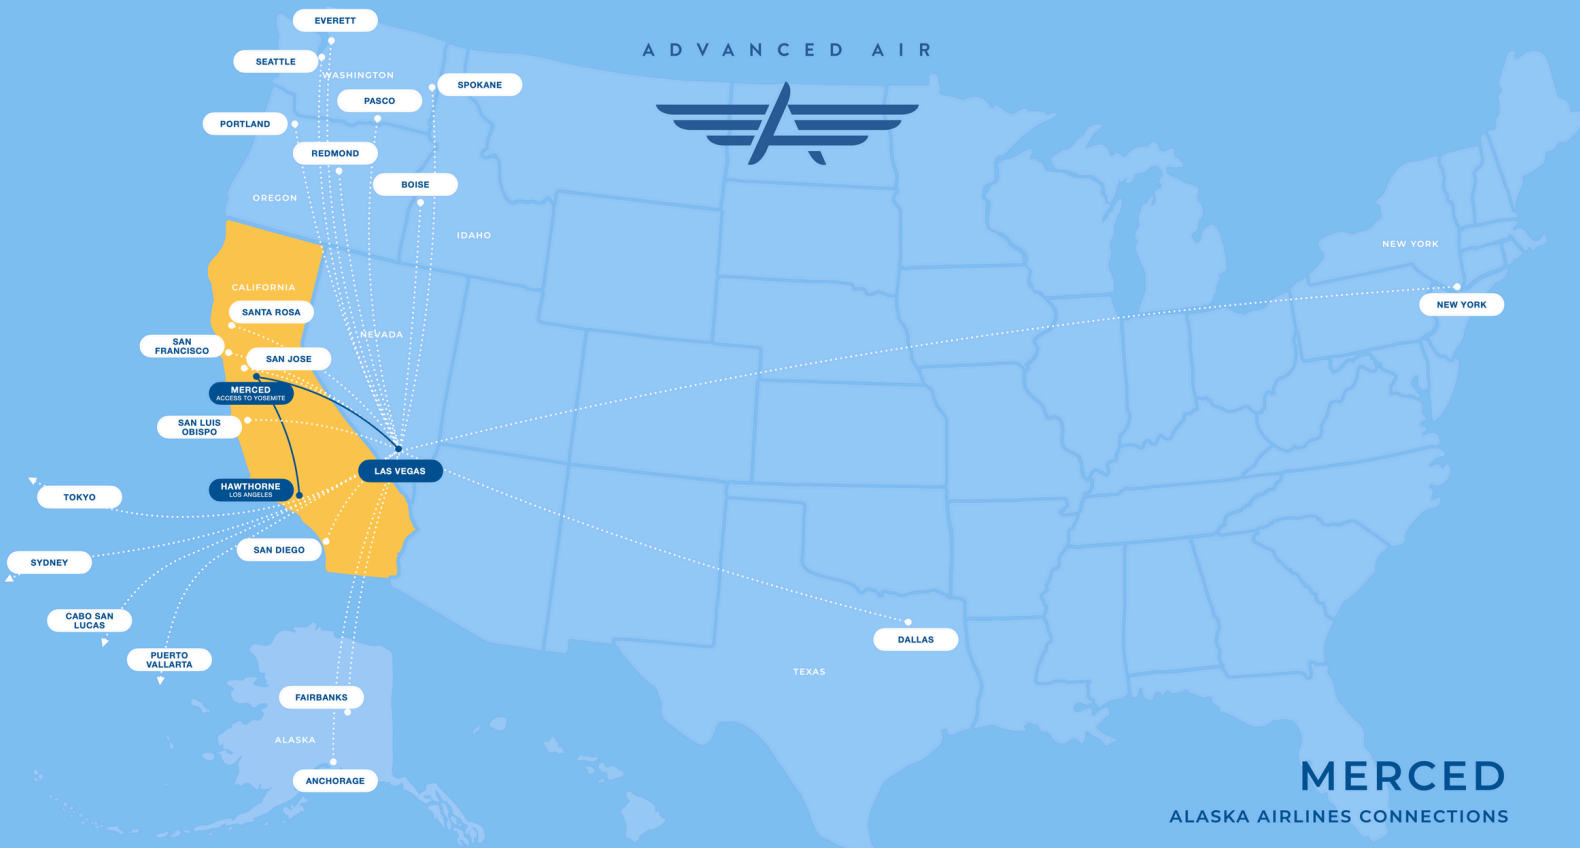 EVERETT
ADVANCED AIR
SEATTLE
WASHINGTON
SPOKANE
PASCO
PORTLAND
REDMOND
BOISE
OREGON
IDAHO
NEW YORK
CALIFORNIA
NEW YORK
SANTA ROSA
NEVADA
SAN
FRANCISCO
SAN JOSE
MERCED
ACCESS TO YOSEMITE
SAN LUIS
OBISPO
LAS VEGAS
HAWTHORNE
LOS ANGELES
TOKYO
SAN DIEGO
SYDNEY
CABO SAN
LUCAS
DALLAS
PUERTO
VALLARTA
TEXAS
FAIRBANKS
ALASKA
ANCHORAGE
MERCED
ALASKA AIRLINES CONNECTIONS